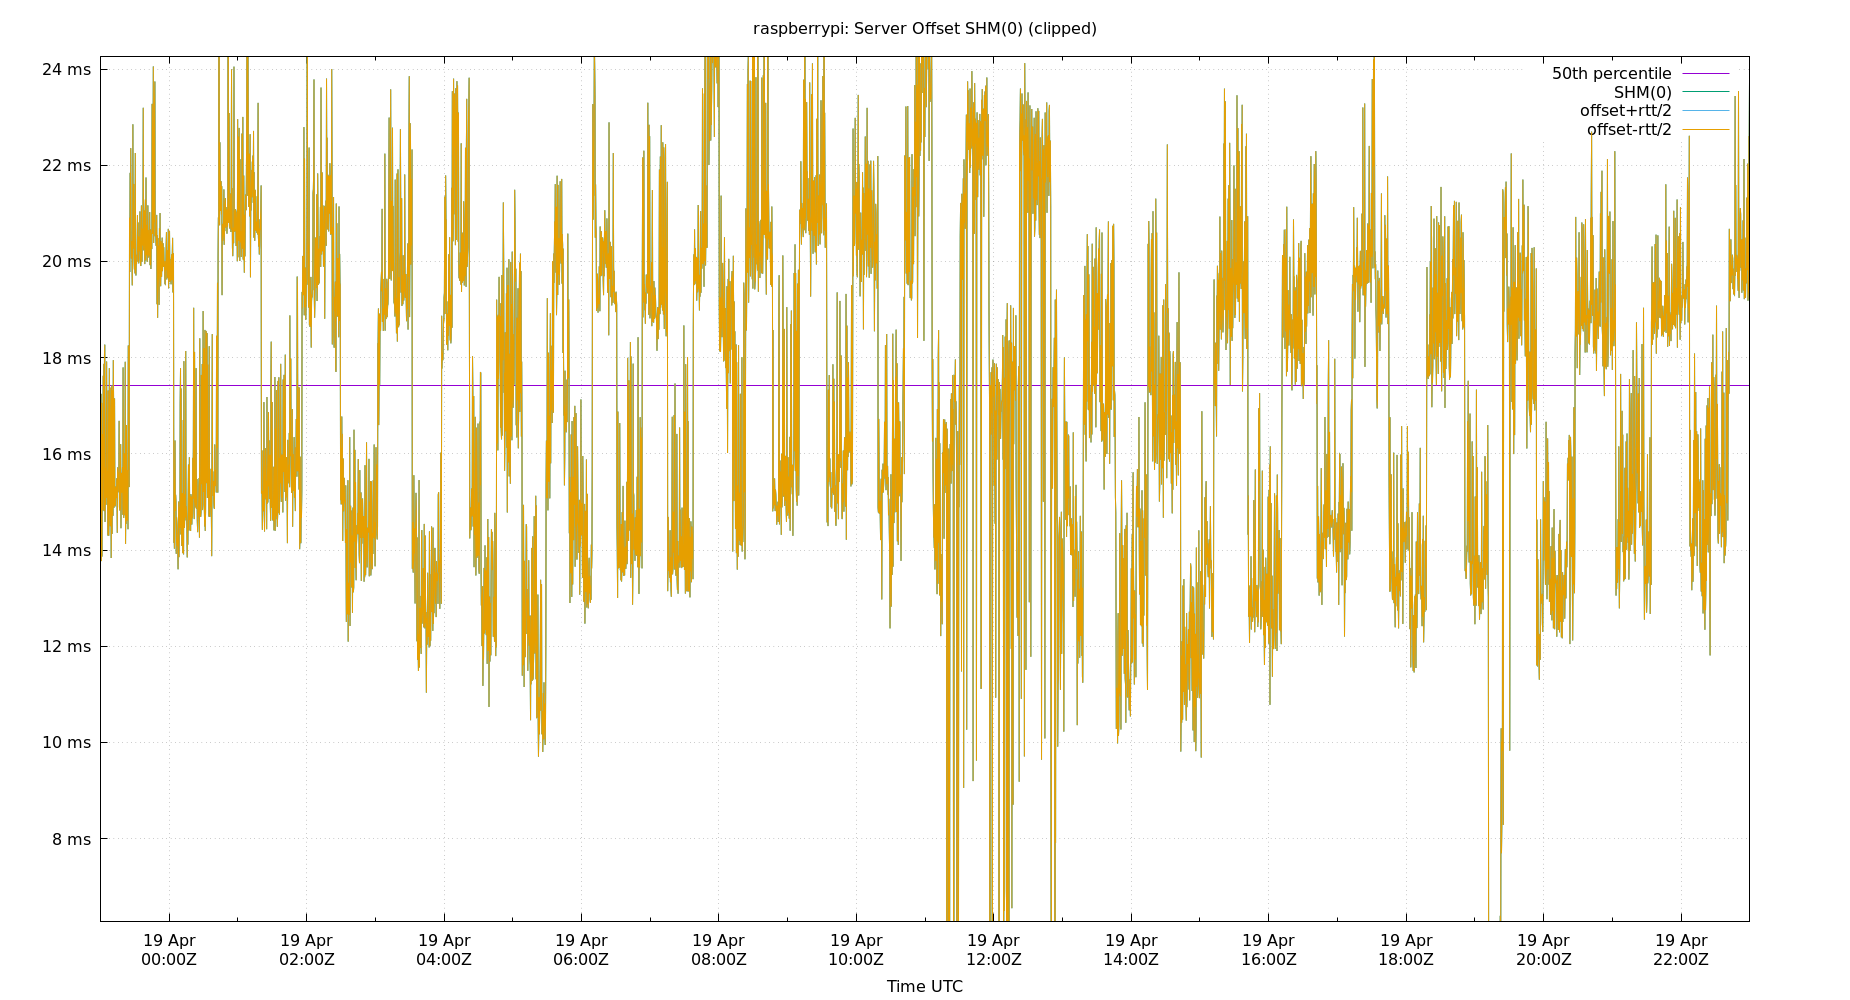 raspberrypi: Server Offset SHM(0) (clipped)
24 ms
22 ms
20 ms
18 ms
16 ms
14 ms
12 ms
10 ms
8 ms
50th percentile
SHM(0)
offset+rtt/2
offset-rtt/2
19 Apr
00:00Z
19 Apr
02:00Z
19 Apr
04:00Z
19 Apr
06:00Z
19 Apr
08:00Z
19 Apr
10:00Z
19 Apr
12:00Z
19 Apr
14:00Z
19 Apr
16:00Z
19 Apr
18:00Z
19 Apr
20:00Z
19 Apr
22:00Z
Time UTC